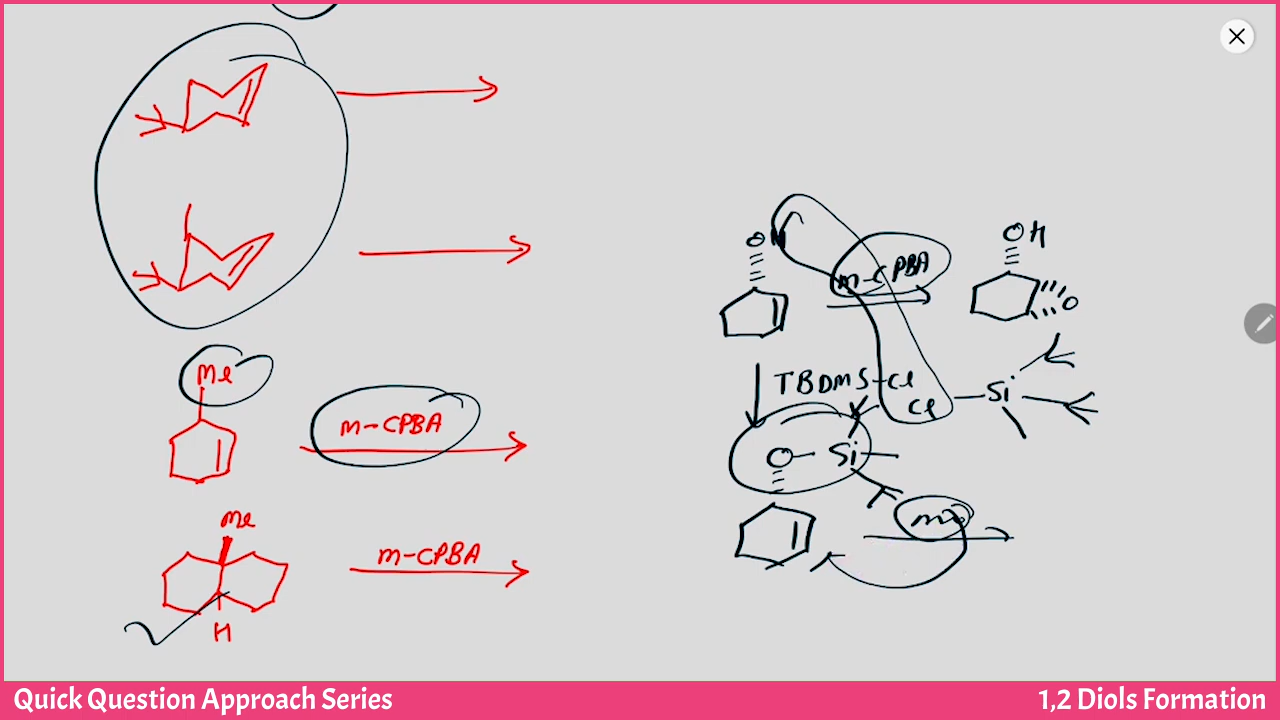 Me
m-CPBA
Me
m-CPBA
H
OH
m-CPBA
OH
O
TBDMS-Cl
Cl
Si
O
Si
Quick Question Approach Series
1,2 Diols Formation